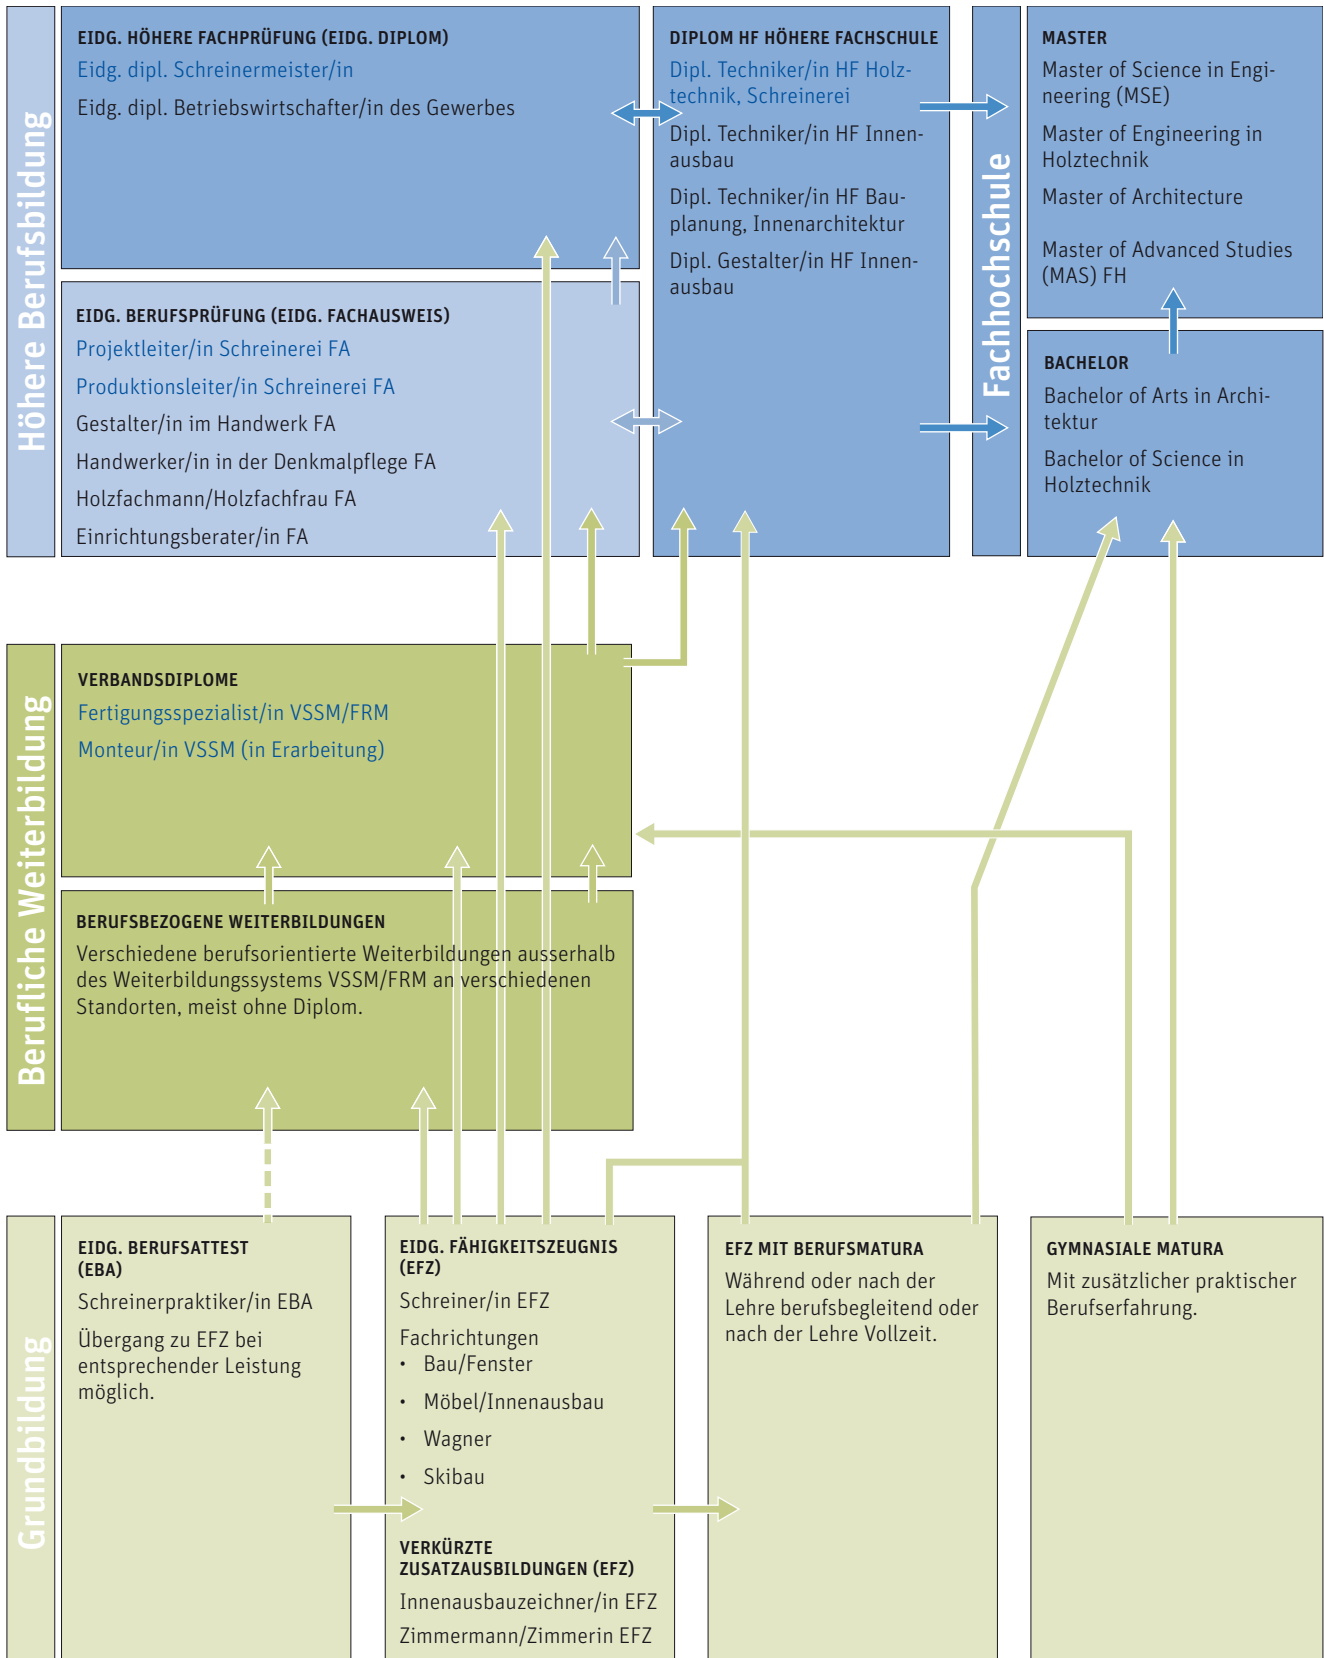 Höhere Berufsbildung
EIDG. HÖHERE FACHPRÜFUNG (EIDG. DIPLOM)
Eidg. dipl. Schreinermeister/in
Eidg. dipl. Betriebswirtschafter/in des Gewerbes
EIDG. BERUFSPRÜFUNG (EIDG. FACHAUSWEIS)
Projektleiter/in Schreinerei FA
Produktionsleiter/in Schreinerei FA
Gestalter/in im Handwerk FA
Handwerker/in in der Denkmalpflege FA
Holzfachmann/Holzfachfrau FA
Einrichtungsberater/in FA
DIPLOM HF HÖHERE FACHSCHULE
Dipl. Techniker/in HF Holz-
technik, Schreinerei
Dipl. Techniker/in HF Innen-
ausbau
Dipl. Techniker/in HF Bau-
planung, Innenarchitektur
Dipl. Gestalter/in HF Innen-
ausbau
Fachhochschule
MASTER
Master of Science in Engi-
neering (MSE)
Master of Engineering in
Holztechnik
Master of Architecture
Master of Advanced Studies
(MAS) FH
BACHELOR
Bachelor of Arts in Archi-
tektur
Bachelor of Science in
Holztechnik
Berufliche Weiterbildung
VERBANDSDIPLOME
Fertigungsspezialist/in VSSM/FRM
Monteur/in VSSM (in Erarbeitung)
BERUFSBEZOGENE WEITERBILDUNGEN
Verschiedene berufsorientierte Weiterbildungen ausserhalb
des Weiterbildungssystems VSSM/FRM an verschiedenen
Standorten, meist ohne Diplom.
Grundbildung
EIDG. BERUFSATTEST
(EBA)
Schreinerpraktiker/in EBA
Übergang zu EFZ bei
entsprechender Leistung
möglich.
EIDG. FÄHIGKEITSZEUGNIS
(EFZ)
Schreiner/in EFZ
Fachrichtungen
• Bau/Fenster
• Möbel/Innenausbau
• Wagner
• Skibau
VERKÜRZTE
ZUSATZAUSBILDUNGEN (EFZ)
Innenausbauzeichner/in EFZ
Zimmermann/Zimmerin EFZ
EFZ MIT BERUFSMATURA
Während oder nach der
Lehre berufsbegleitend oder
nach der Lehre Vollzeit.
GYMNASIALE MATURA
Mit zusätzlicher praktischer
Berufserfahrung.